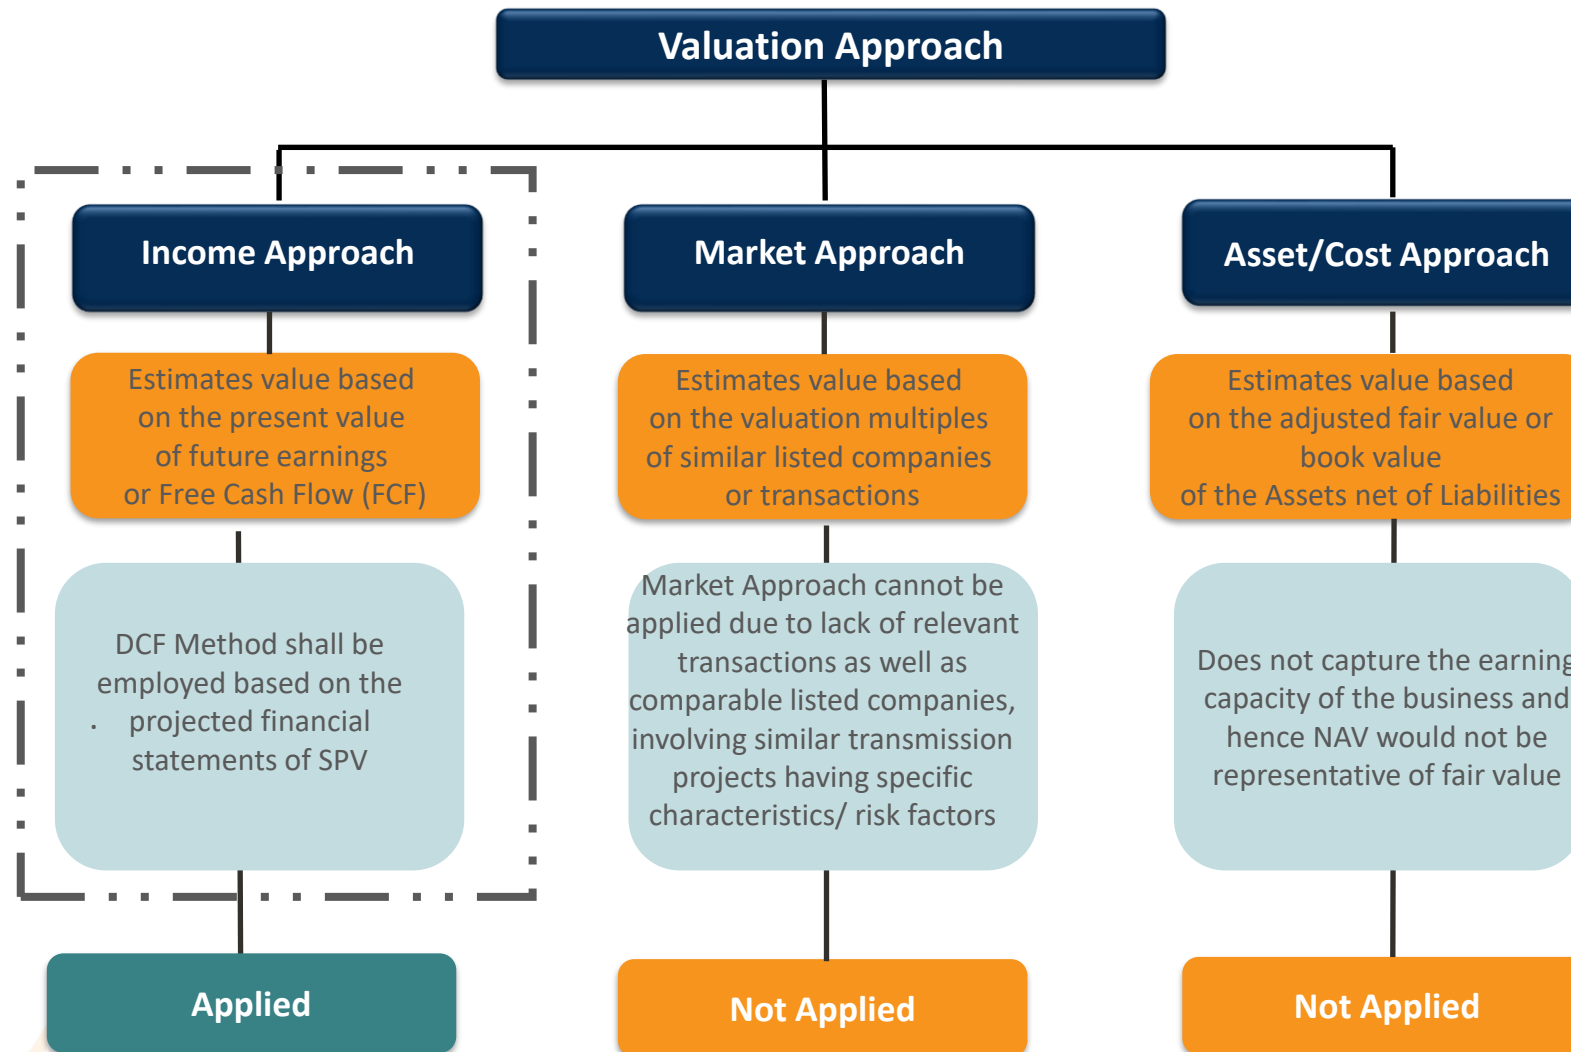 Valuation Approach
Income Approach
Estimates value based
on the present value
of future earnings
or Free Cash Flow (FCF)
DCF Method shall be
employed based on the
. projected financial
statements of SPV
Applied
Market Approach
Estimates value based
on the valuation multiples
of similar listed companies
or transactions
Market Approach cannot be
applied due to lack of relevant
transactions as well as
comparable listed companies,
involving similar transmission
projects having specific
characteristics/ risk factors
Not Applied
Asset/Cost Approach
Estimates value based
on the adjusted fair value or
book value
of the Assets net of Liabilities
Does not capture the earning
capacity of the business and
hence NAV would not be
representative of fair value
Not Applied